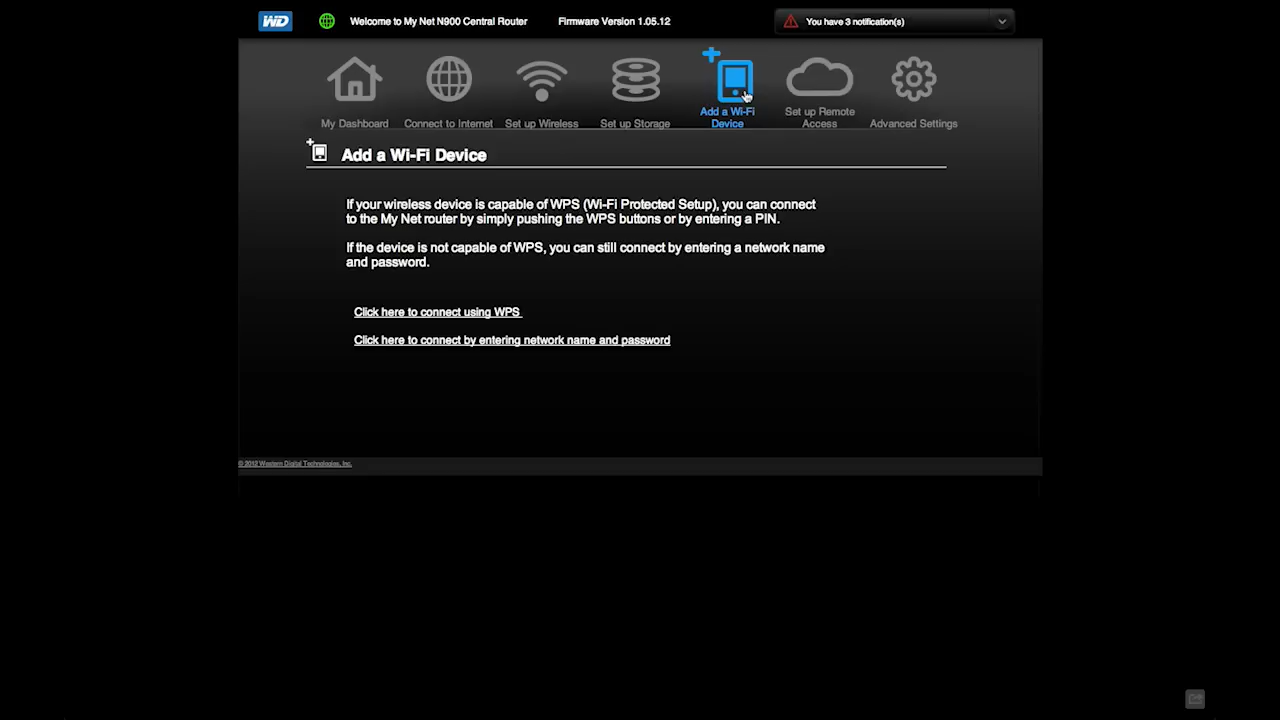 WD
Welcome to My Net N900 Central Router
Firmware Version 1.05.12
You have 3 notification(s)
My Dashboard
Connect to Internet
Set up Wireless
Set up Storage
Add a Wi-Fi
Device
Set up Remote
Access
Advanced Settings
Add a Wi-Fi Device
If your wireless device is capable of WPS (Wi-Fi Protected Setup), you can connect
to the My Net router by simply pushing the WPS buttons or by entering a PIN.
If the device is not capable of WPS, you can still connect by entering a network name
and password.
Click here to connect using WPS
Click here to connect by entering network name and password
© 2012 Western Digital Technologies, Inc.